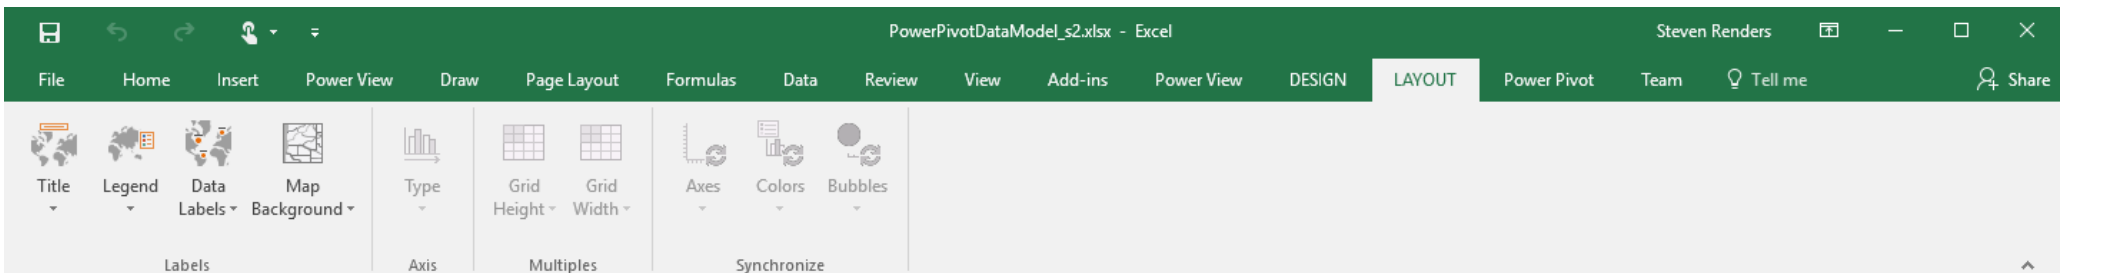 PowerPivotDataModel_s2.xlsx - Excel Steven Renders
File Home Insert Power View Draw Page Layout Formulas Data Review View Add-ins Power View DESIGN LAYOUT Power Pivot Team Tell me Share
Title Legend Data Map Type Grid Grid Axes Colors Bubbles
Labels Background Height Width
Labels Axis Multiples Synchronize